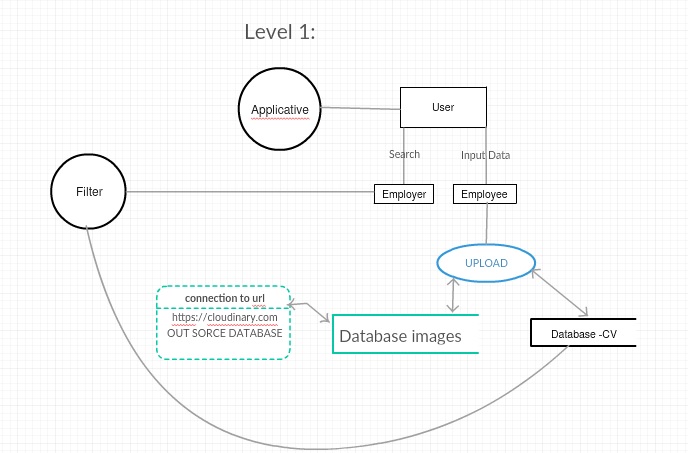 Level 1:
Applicative
User
Search
Input Data
Filter
Employer
Employee
UPLOAD
connection to url
https://cloudinary.com
OUT SORCE DATABASE
Database images
Database -CV